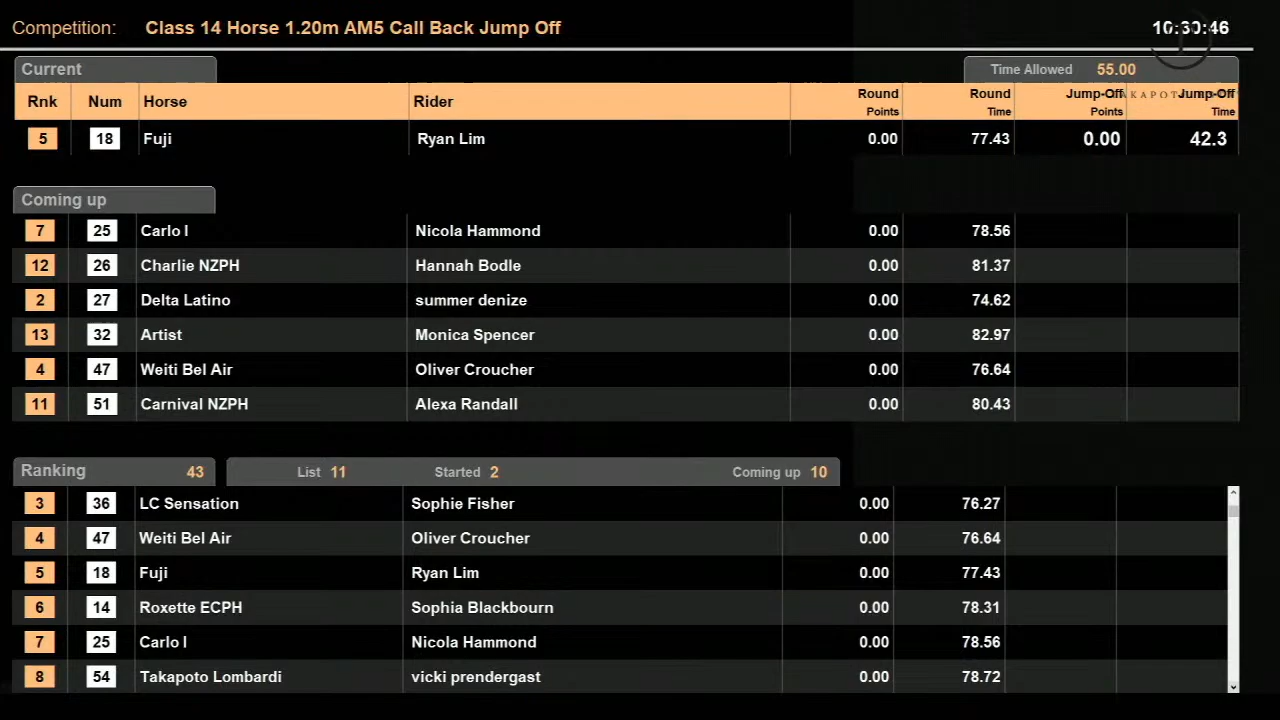 Competition: Class 14 Horse 1.20m AM5 Call Back Jump Off 10:30:46
Current Time Allowed 55.00
Rnk Num Horse Rider Round Points Round Time Jump-Off Points Jump-Off Time
5 18 Fuji Ryan Lim 0.00 77.43 0.00 42.3
Coming up
7 25 Carlo I Nicola Hammond 0.00 78.56
12 26 Charlie NZPH Hannah Bodle 0.00 81.37
2 27 Delta Latino summer denize 0.00 74.62
13 32 Artist Monica Spencer 0.00 82.97
4 47 Weiti Bel Air Oliver Croucher 0.00 76.64
11 51 Carnival NZPH Alexa Randall 0.00 80.43
Ranking 43 List 11 Started 2 Coming up 10
3 36 LC Sensation Sophie Fisher 0.00 76.27
4 47 Weiti Bel Air Oliver Croucher 0.00 76.64
5 18 Fuji Ryan Lim 0.00 77.43
6 14 Roxette ECPH Sophia Blackbourn 0.00 78.31
7 25 Carlo I Nicola Hammond 0.00 78.56
8 54 Takapoto Lombardi vicki prendergast 0.00 78.72